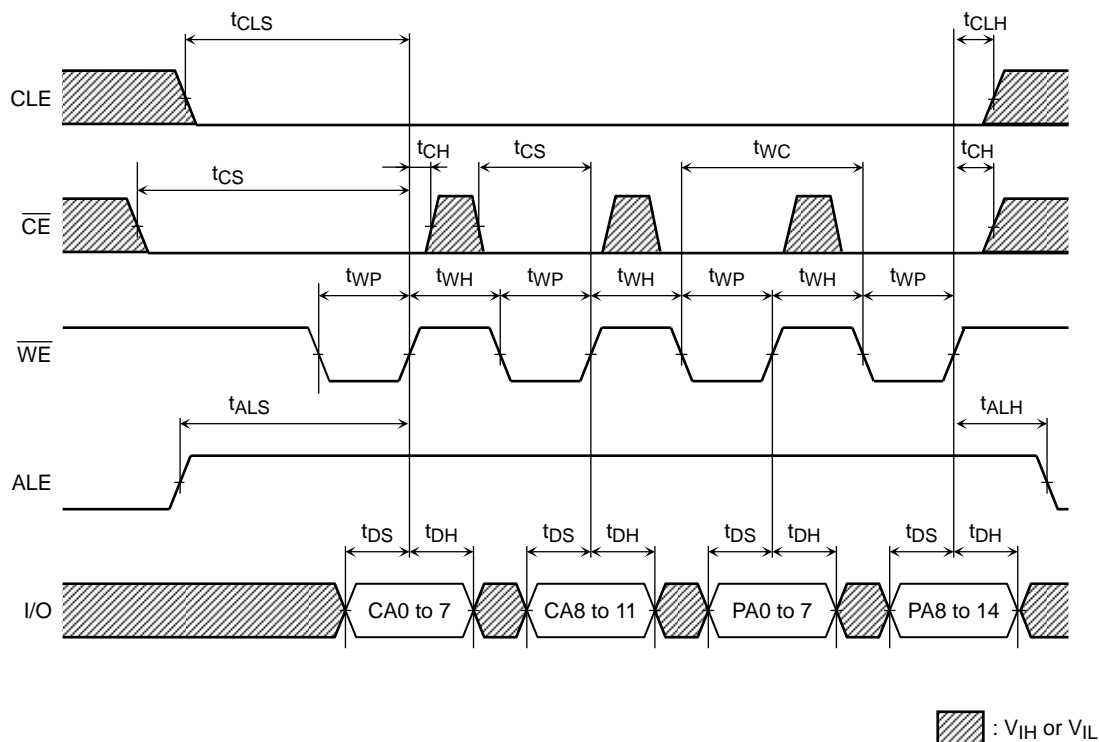 tCLS tCLH
CLE
tCH tCS tWC tCH
tCS
CE
tWP tWH tWP tWH tWP tWH tWP
WE
tALS tALH
ALE
tDS tDH tDS tDH tDS tDH tDS tDH
I/O CA0 to 7 CA8 to 11 PA0 to 7 PA8 to 14
: VIH or VIL